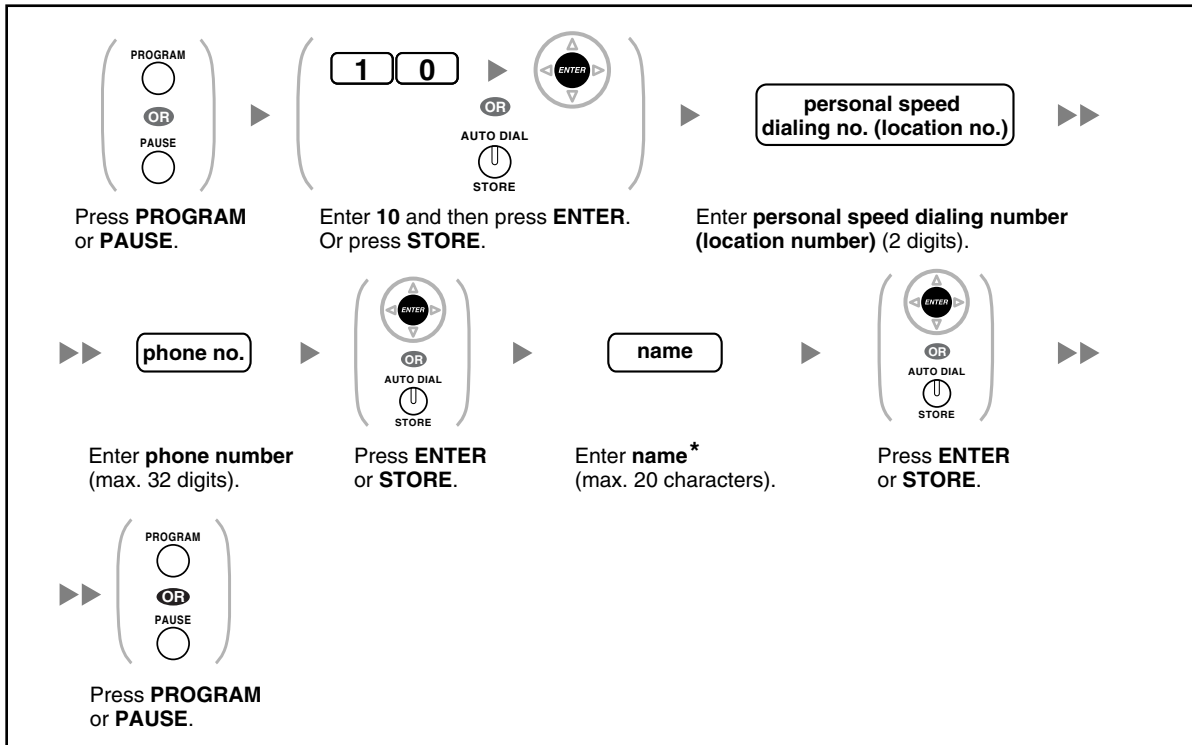 PROGRAM
OR
PAUSE
Press PROGRAM
or PAUSE.
1 0
ENTER
OR
AUTO DIAL
STORE
Enter 10 and then press ENTER.
Or press STORE.
personal speed
dialing no. (location no.)
Enter personal speed dialing number
(location number) (2 digits).
phone no.
Enter phone number
(max. 32 digits).
ENTER
OR
AUTO DIAL
STORE
Press ENTER
or STORE.
name
Enter name*
(max. 20 characters).
ENTER
OR
AUTO DIAL
STORE
Press ENTER
or STORE.
PROGRAM
OR
PAUSE
Press PROGRAM
or PAUSE.